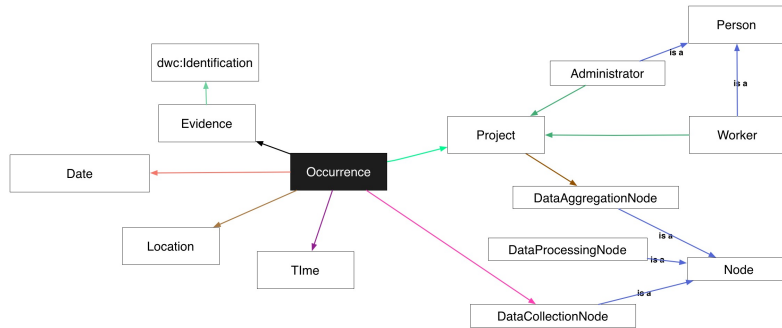 Person
dwc:Identification
is a
Administrator
is a
Evidence
Project
Worker
Occurrence
Date
DataAggregationNode
is a
Location
DataProcessingNode
is a
TIme
Node
is a
DataCollectionNode